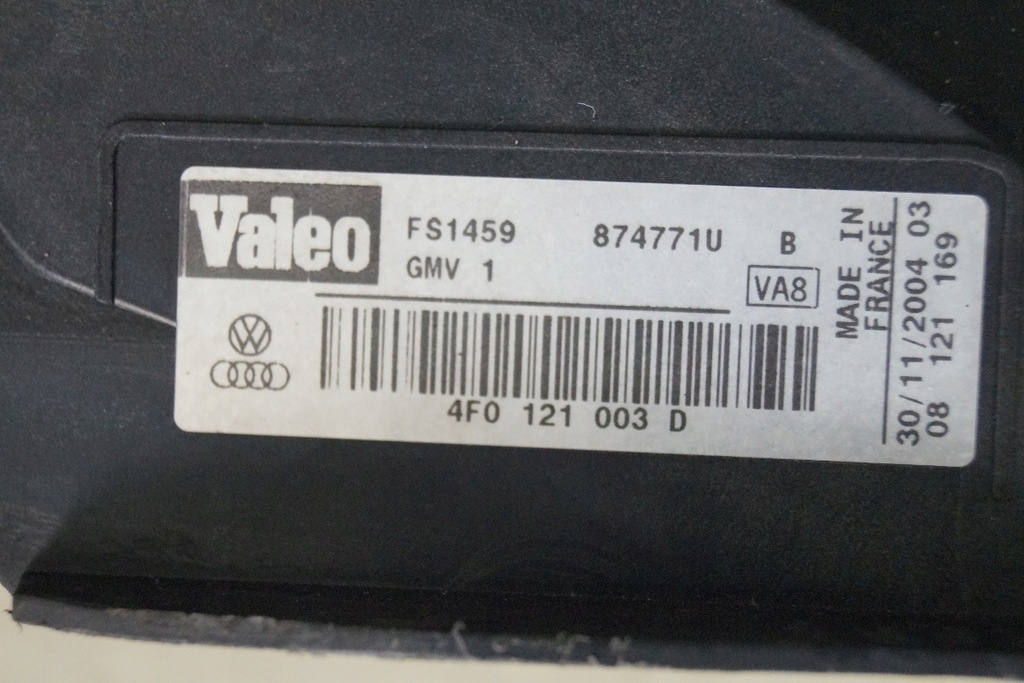 Valeo
FS1459 874771U B
GMV 1
VA8
4F0 121 003 D
MADE IN
FRANCE
30/11/2004 03
08 121 169